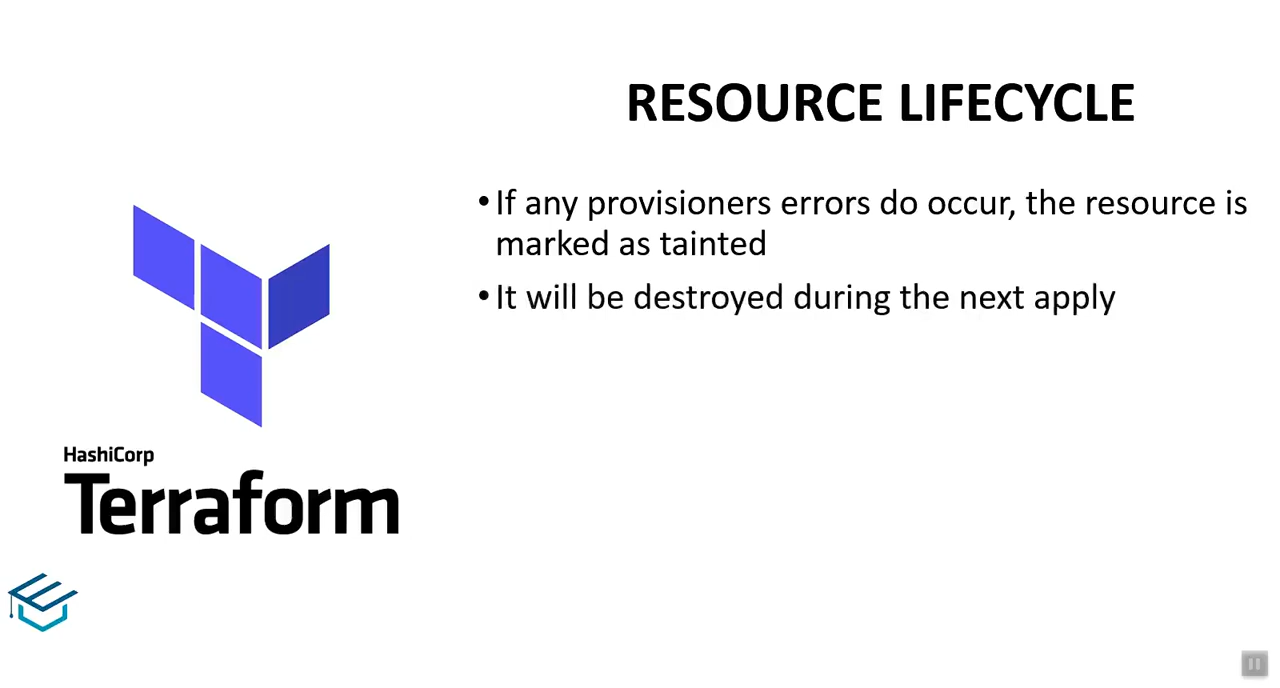 RESOURCE LIFECYCLE
•If any provisioners errors do occur, the resource is
marked as tainted
•It will be destroyed during the next apply
HashiCorp
Terraform